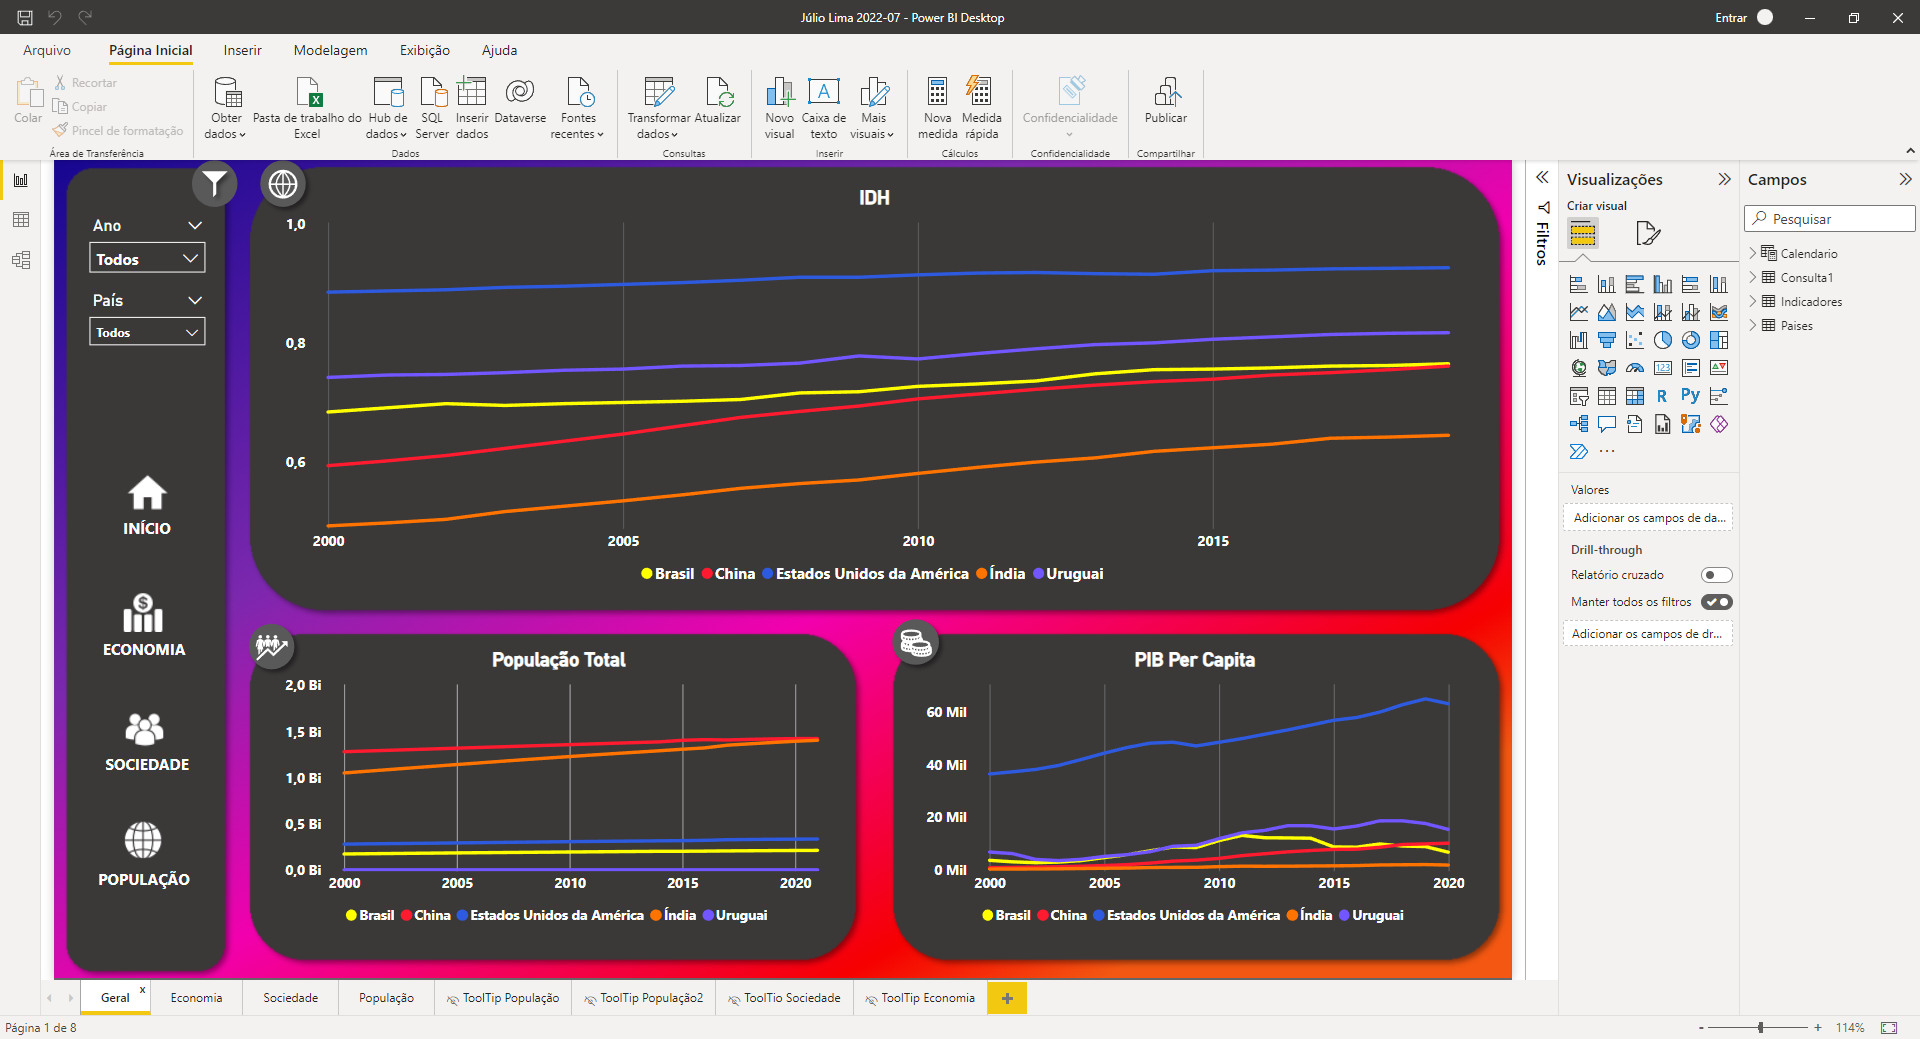 Júlio Lima 2022-07 - Power BI Desktop
Entrar
Arquivo
Página Inicial
Inserir
Modelagem
Exibição
Ajuda
Colar
Recortar
Copiar
Pincel de formatação
Área de Transferência
Obter dados
Pasta de trabalho do Excel
Hub de dados
SQL Server
Inserir dados
Dataverse
Fontes recentes
Dados
Transformar dados
Atualizar
Consultas
Novo visual
Caixa de texto
Mais visuais
Inserir
Nova medida
Medida rápida
Cálculos
Confidencialidade
Confidencialidade
Publicar
Compartilhar
Ano
Todos
País
Todos
INÍCIO
ECONOMIA
SOCIEDADE
POPULAÇÃO
IDH
1,0
0,8
0,6
2000 2005 2010 2015
Brasil China Estados Unidos da América Índia Uruguai
População Total
2,0 Bi
1,5 Bi
1,0 Bi
0,5 Bi
0,0 Bi
2000 2005 2010 2015 2020
Brasil China Estados Unidos da América Índia Uruguai
PIB Per Capita
60 Mil
40 Mil
20 Mil
0 Mil
2000 2005 2010 2015 2020
Brasil China Estados Unidos da América Índia Uruguai
Filtros
Visualizações
Criar visual
123
R
Py
Valores
Adicionar os campos de da...
Drill-through
Relatório cruzado
Manter todos os filtros
Adicionar os campos de dr...
Campos
Pesquisar
Calendario
Consulta1
Indicadores
Paises
Geral x
Economia
Sociedade
População
ToolTip População
ToolTip População2
ToolTio Sociedade
ToolTip Economia
+
Página 1 de 8
- + 114%